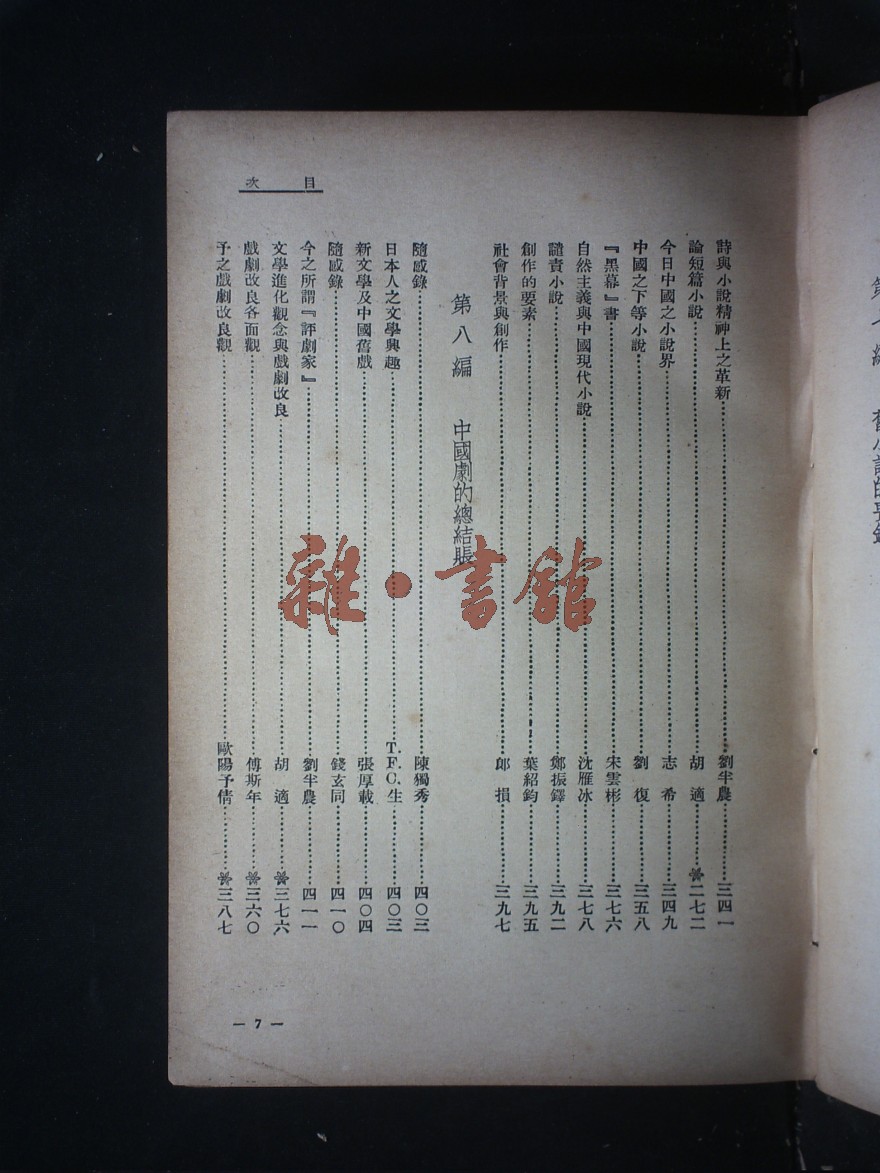 目次
詩與小說精神上之革新……劉半農……三四一
論短篇小說……胡適……※二七二
今日中國之小說界……志希……三四九
中國之下等小說……劉復……三五八
『黑幕』書……宋雲彬……三七六
自然主義與中國現代小說……沈雁冰……三七八
譴責小說……鄭振鐸……三九二
創作的要素……葉紹鈞……三九五
社會背景與創作……郎損……三九七
第八編 中國劇的總結賬
隨感錄……陳獨秀……四〇三
日本人之文學興趣……T.F.C.生……四〇三
新文學及中國舊戲……張厚載……四〇四
隨感錄……錢玄同……四一〇
今之所謂『評劇家』……劉半農……四一一
文學進化觀念與戲劇改良……胡適……※三七六
戲劇改良各面觀……傅斯年……※三六〇
予之戲劇改良觀……歐陽予倩……※三八七
— 7 —
雜·書館